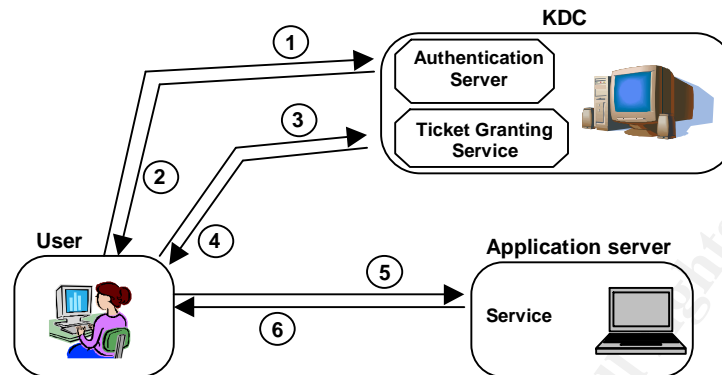 KDC
1
Authentication
Server
3
Ticket Granting
Service
2
4
User
Application server
5
Service
6